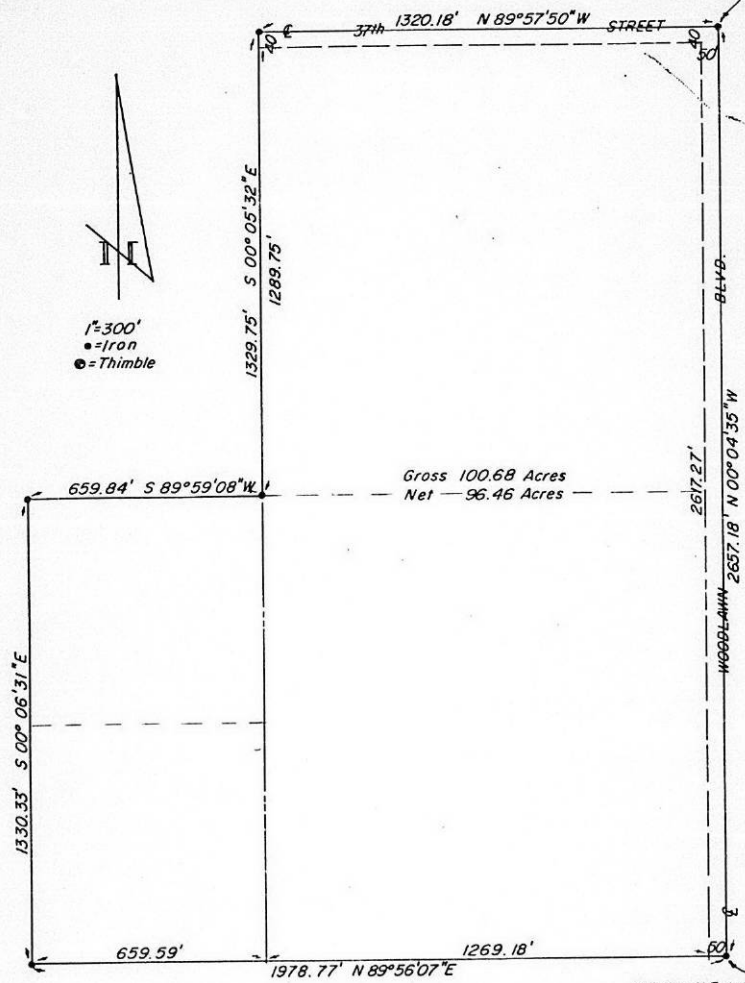 1320.18' N 89°57'50"W
℄ 37th STREET
40
40
50'
S 00° 05'32"E
1329.75'
1289.75'
1"=300'
●=Iron
=Thimble
BLVD.
WOODLAWN
2657.18' N 00°04'35"W
2617.27'
Gross 100.68 Acres
Net — 96.46 Acres
659.84' S 89°59'08"W
1330.33' S 00° 06'31"E
℄
659.59'
1269.18'
1978.77' N 89°56'07"E